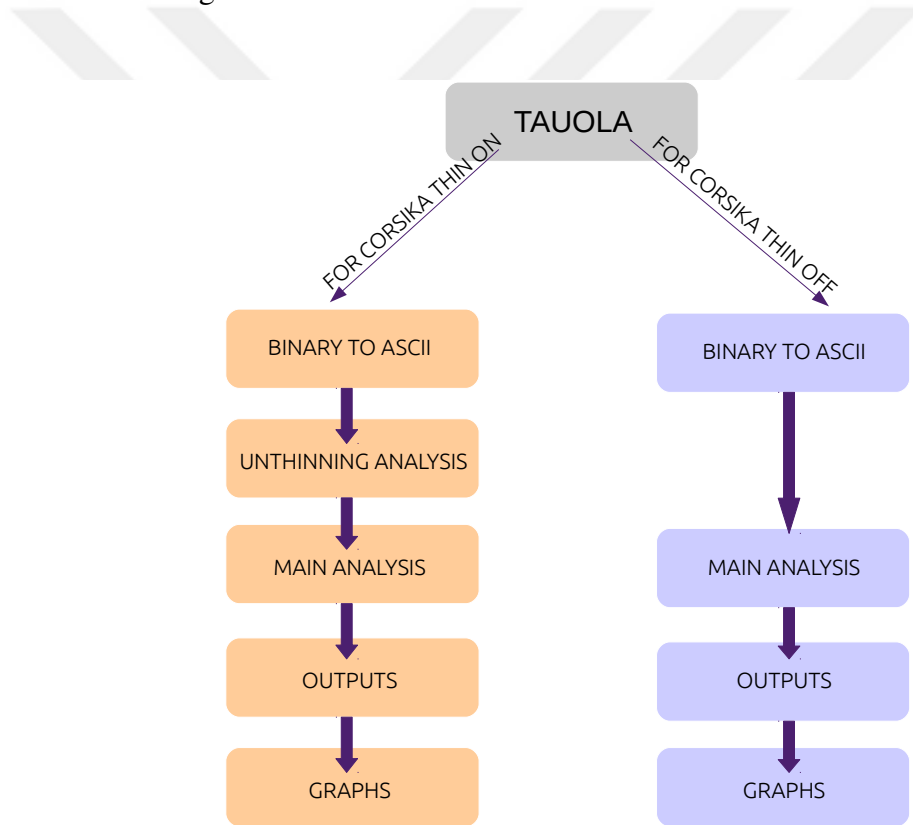 TAUOLA
FOR CORSIKA THIN ON
FOR CORSIKA THIN OFF
BINARY TO ASCII
BINARY TO ASCII
UNTHINNING ANALYSIS
MAIN ANALYSIS
MAIN ANALYSIS
OUTPUTS
OUTPUTS
GRAPHS
GRAPHS